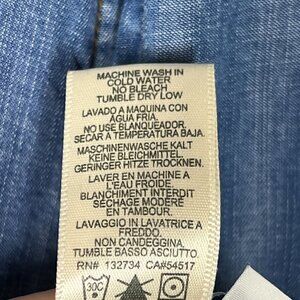 MACHINE WASH IN
COLD WATER
NO BLEACH
TUMBLE DRY LOW
LAVADO A MAQUINA CON
AGUA FRIA.
NO USE BLANQUEADOR.
SECAR A TEMPERATURA BAJA.
MASCHINENWASCHE KALT
KEINE BLEICHMITTEL.
GERINGER HITZE TROCKNEN.
LAVER EN MACHINE A
L'EAU FROIDE.
BLANCHIMENT INTERDIT
SECHAGE MODERE
EN TAMBOUR.
LAVAGGIO IN LAVATRICE A
FREDDO.
NON CANDEGGINA.
TUMBLE BASSO ASCIUTTO.
RN# 132734 CA#54517
30C